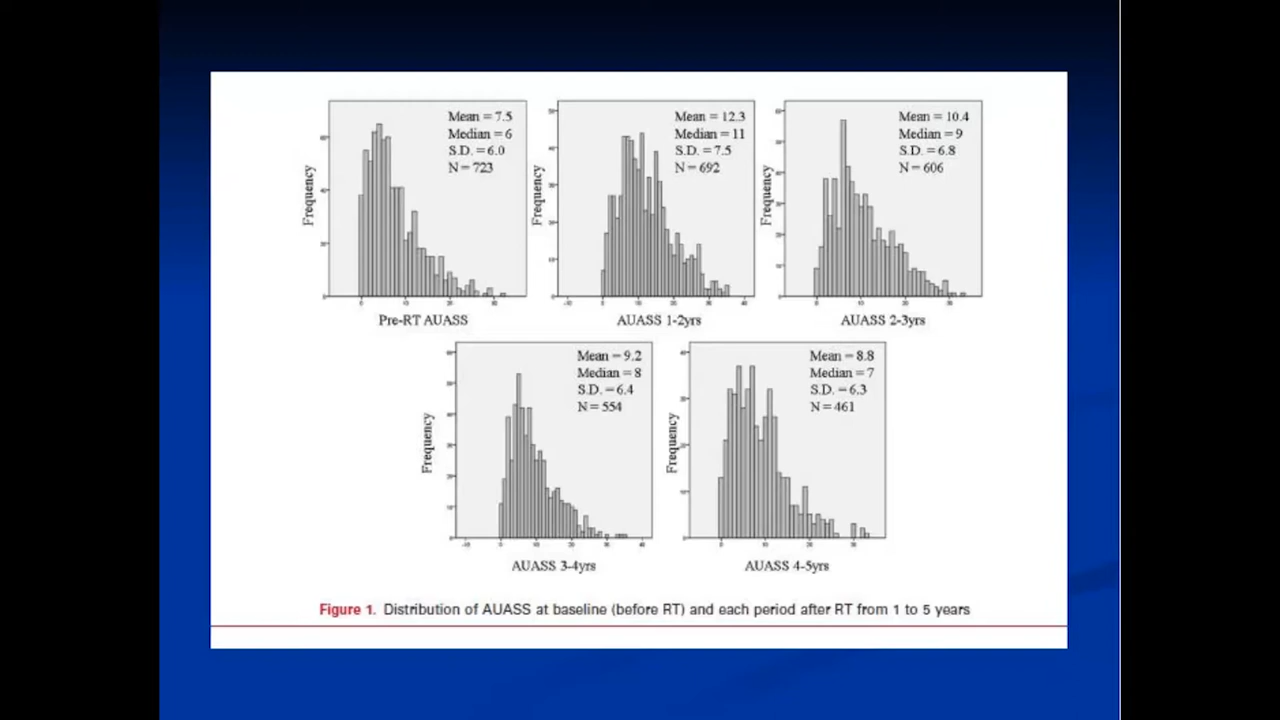 Mean = 7.5
Median = 6
S.D. = 6.0
N = 723
Frequency
Pre-RT AUASS
Mean = 12.3
Median = 11
S.D. = 7.5
N = 692
Frequency
AUASS 1-2yrs
Mean = 10.4
Median = 9
S.D. = 6.8
N = 606
Frequency
AUASS 2-3yrs
Mean = 9.2
Median = 8
S.D. = 6.4
N = 554
Frequency
AUASS 3-4yrs
Mean = 8.8
Median = 7
S.D. = 6.3
N = 461
Frequency
AUASS 4-5yrs
Figure 1. Distribution of AUASS at baseline (before RT) and each period after RT from 1 to 5 years